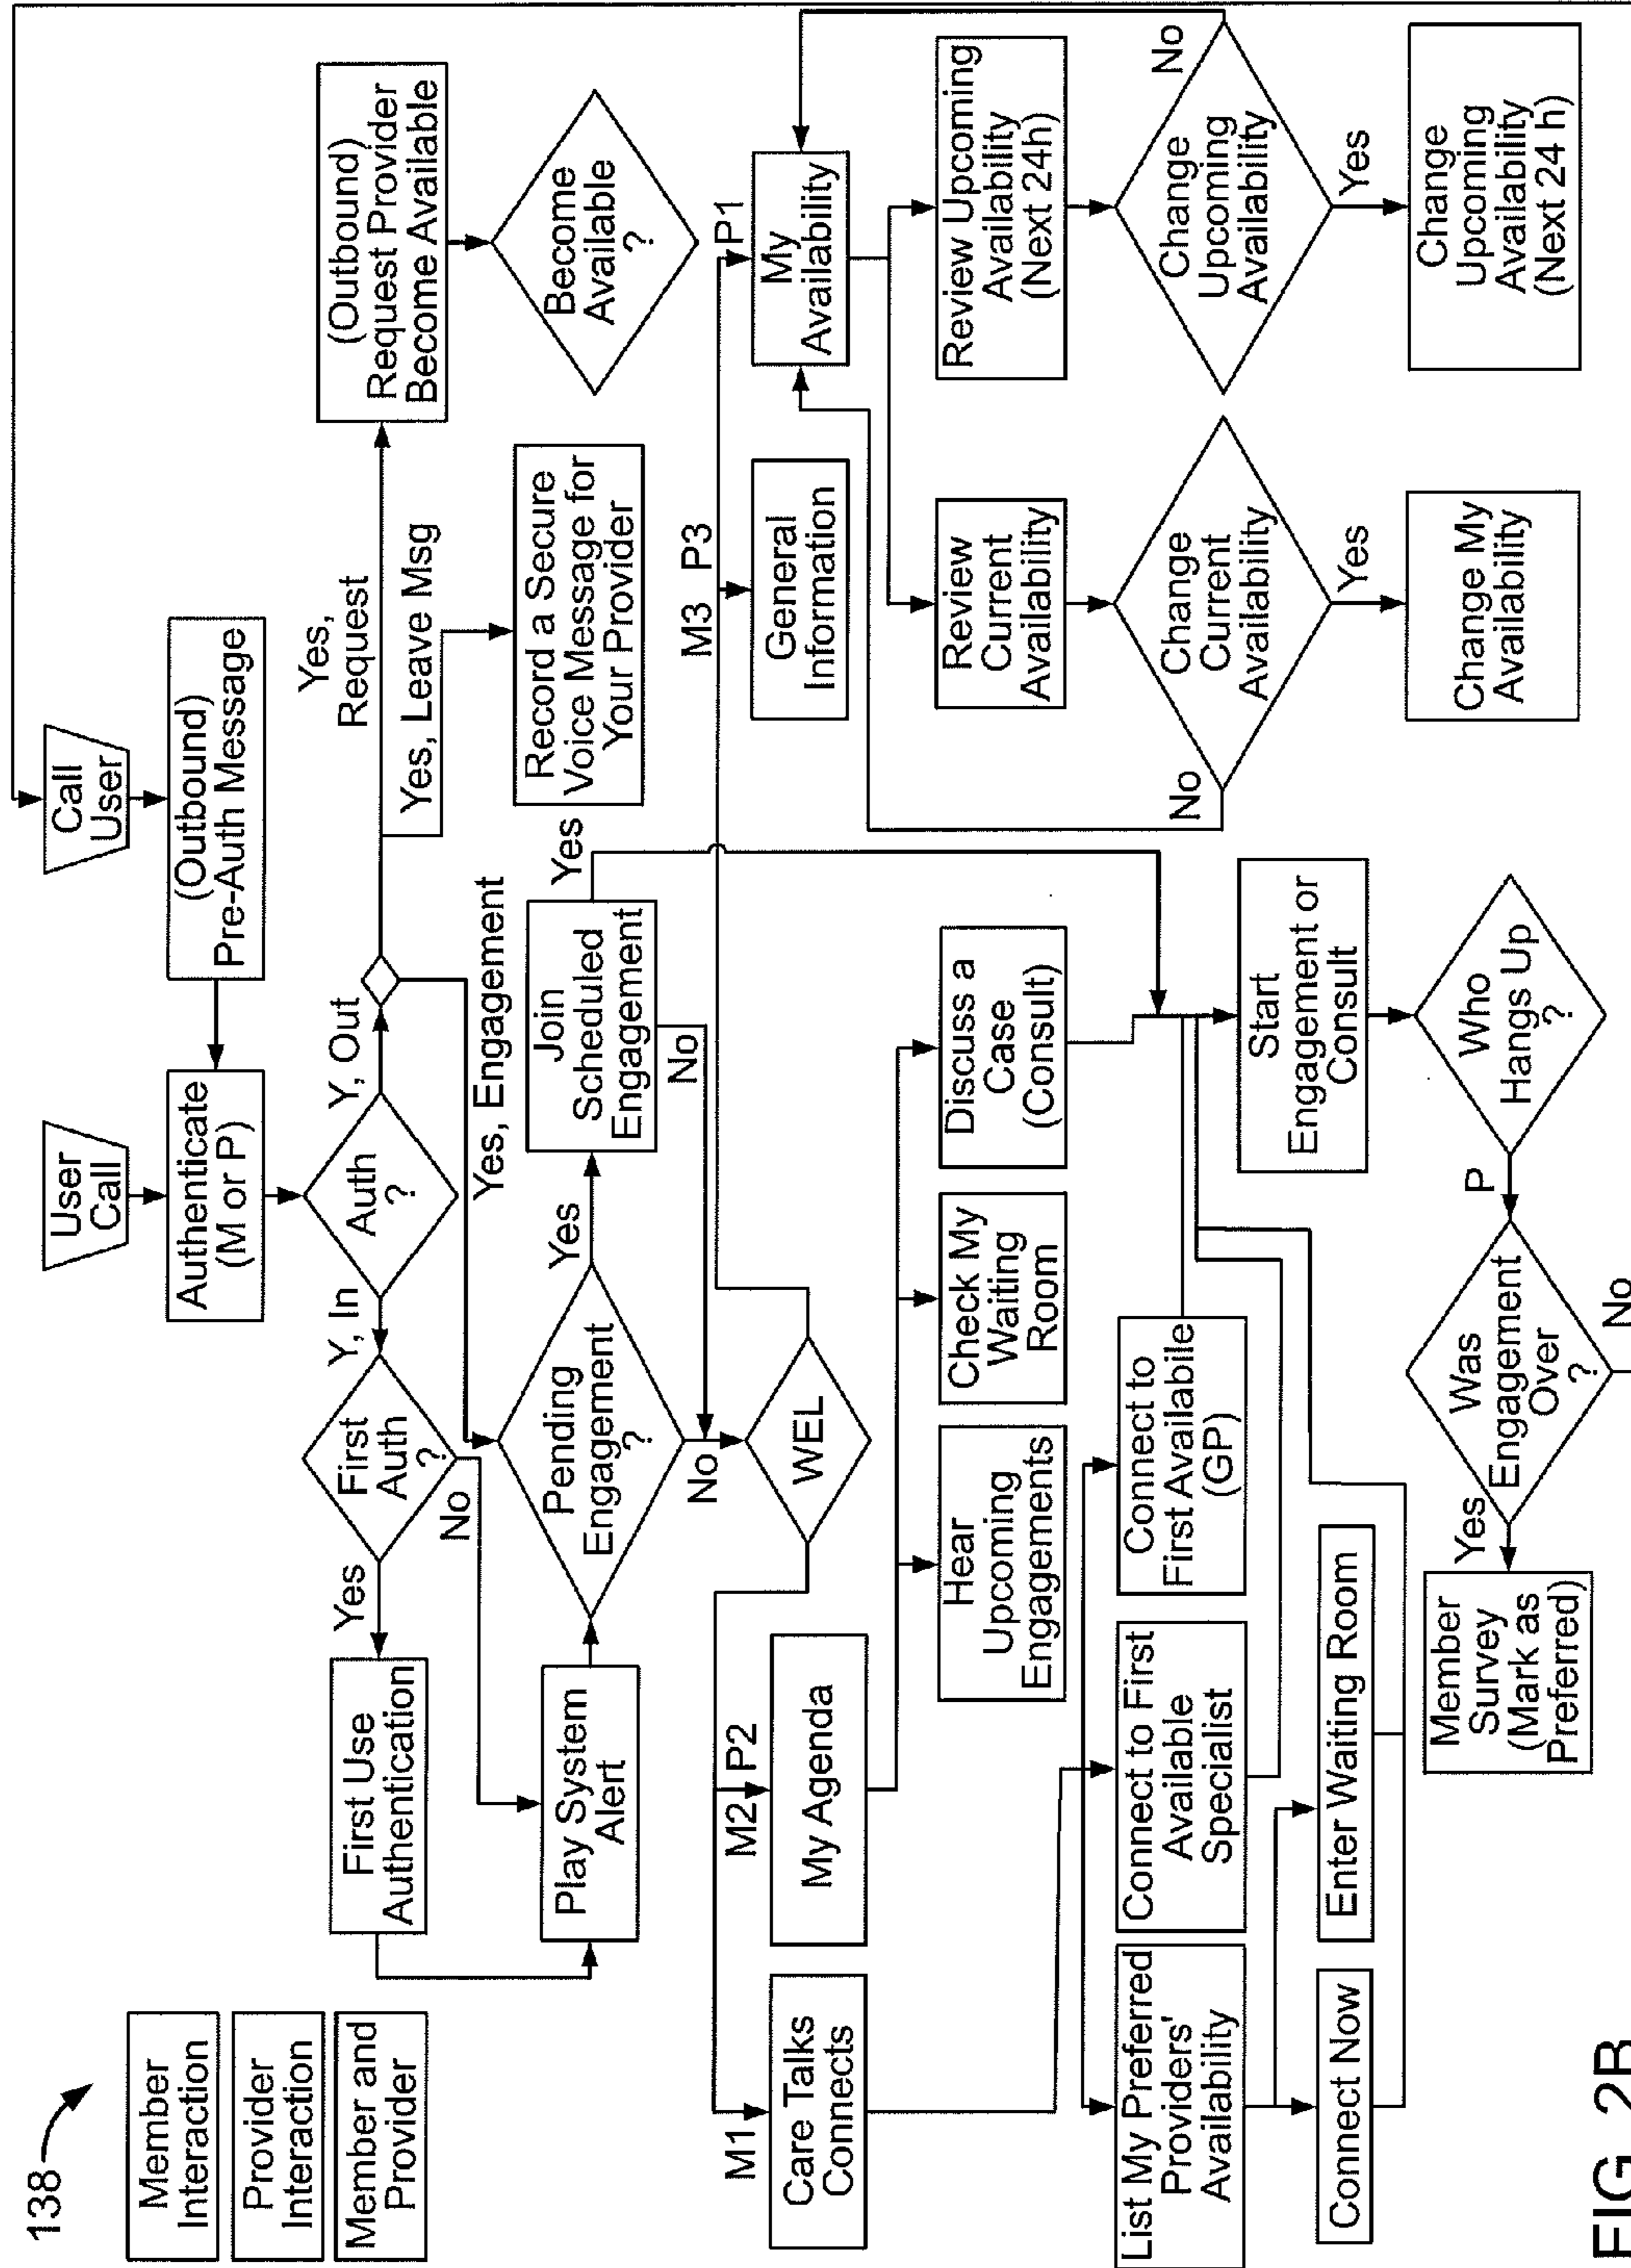 138
Member
Interaction
Provider
Interaction
Member and
Provider
User
Call
Call
User
Authenticate
(M or P)
(Outbound)
Pre-Auth Message
Auth
?
Y, In
Y, Out
First
Auth
?
Yes
No
First Use
Authentication
Yes,
Request
Yes, Leave Msg
Yes, Engagement
(Outbound)
Request Provider
Become Available
Become
Available
?
Record a Secure
Voice Message for
Your Provider
Play System
Alert
Pending
Engagement
?
Yes
No
Join
Scheduled
Engagement
Yes
No
WEL
M1
M2 P2
M3 P3
P1
Care Talks
Connects
My Agenda
General
Information
My
Availability
Hear
Upcoming
Engagements
Check My
Waiting
Room
Discuss a
Case
(Consult)
Review
Current
Availability
Review Upcoming
Availability
(Next 24h)
List My Preferred
Providers'
Availability
Connect to First
Available
Specialist
Connect to
First Availabile
(GP)
Change
Current
Availability
No
Yes
Change
Upcoming
Availability
No
Yes
Connect Now
Enter Waiting Room
Start
Engagement or
Consult
Change My
Availability
Change
Upcoming
Availability
(Next 24 h)
Who
Hangs Up
?
P
Was
Engagement
Over
?
Yes
No
Member
Survey
(Mark as
Preferred)
FIG. 2B